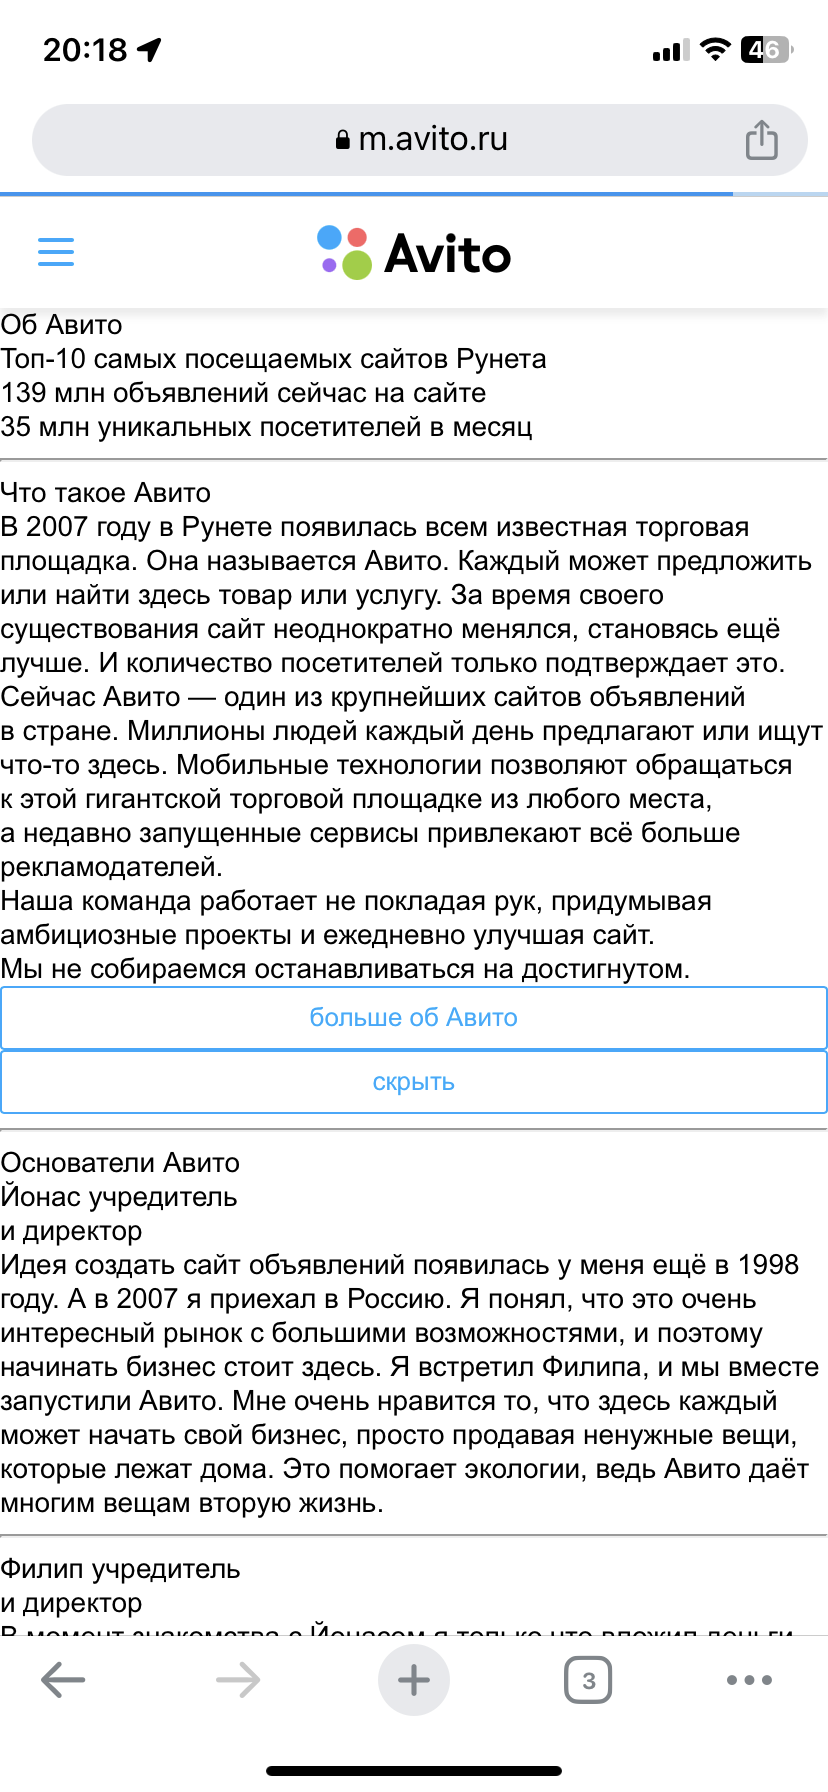 20:18
46
m.avito.ru
Avito
Об Авито
Топ-10 самых посещаемых сайтов Рунета
139 млн объявлений сейчас на сайте
35 млн уникальных посетителей в месяц
Что такое Авито
В 2007 году в Рунете появилась всем известная торговая
площадка. Она называется Авито. Каждый может предложить
или найти здесь товар или услугу. За время своего
существования сайт неоднократно менялся, становясь ещё
лучше. И количество посетителей только подтверждает это.
Сейчас Авито — один из крупнейших сайтов объявлений
в стране. Миллионы людей каждый день предлагают или ищут
что-то здесь. Мобильные технологии позволяют обращаться
к этой гигантской торговой площадке из любого места,
а недавно запущенные сервисы привлекают всё больше
рекламодателей.
Наша команда работает не покладая рук, придумывая
амбициозные проекты и ежедневно улучшая сайт.
Мы не собираемся останавливаться на достигнутом.
больше об Авито
скрыть
Основатели Авито
Йонас учредитель
и директор
Идея создать сайт объявлений появилась у меня ещё в 1998
году. А в 2007 я приехал в Россию. Я понял, что это очень
интересный рынок с большими возможностями, и поэтому
начинать бизнес стоит здесь. Я встретил Филипа, и мы вместе
запустили Авито. Мне очень нравится то, что здесь каждый
может начать свой бизнес, просто продавая ненужные вещи,
которые лежат дома. Это помогает экологии, ведь Авито даёт
многим вещам вторую жизнь.
Филип учредитель
и директор
В момент знакомства с Йонасом я только что вложил деньги
3